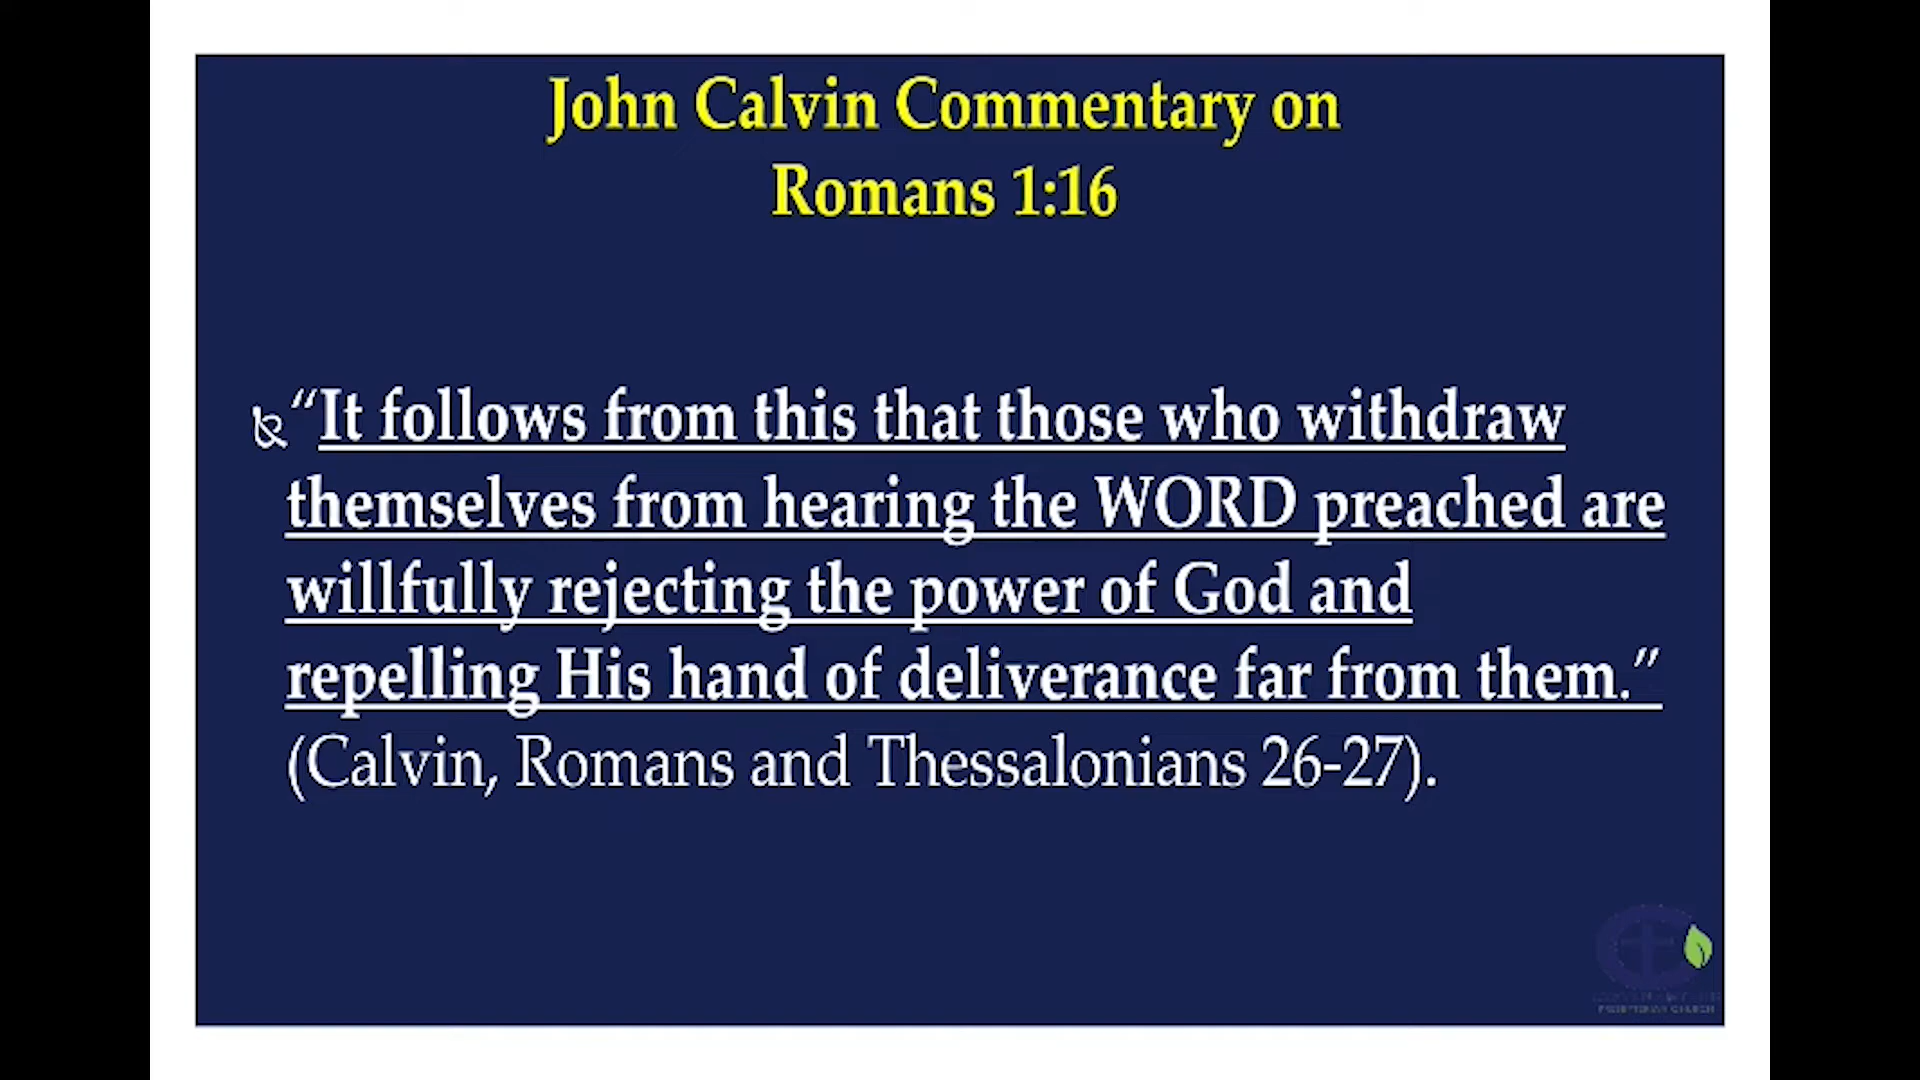 John Calvin Commentary on
Romans 1:16
“It follows from this that those who withdraw
themselves from hearing the WORD preached are
willfully rejecting the power of God and
repelling His hand of deliverance far from them.”
(Calvin, Romans and Thessalonians 26-27).
PRESBYTERIAN CHURCH